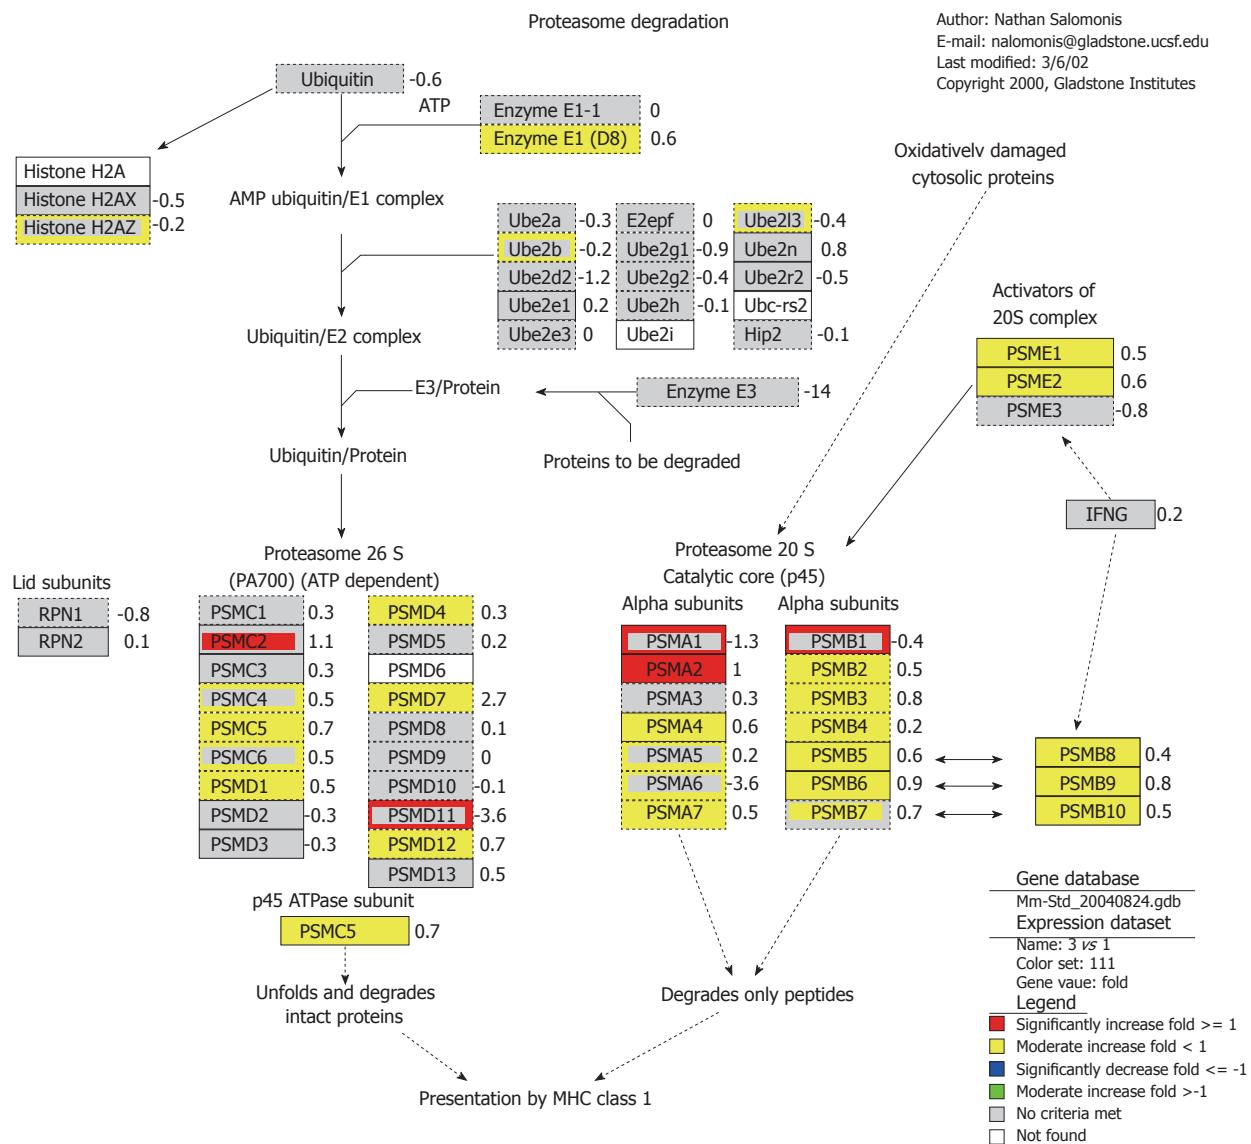 Proteasome degradation
Author: Nathan Salomonis
E-mail: nalomonis@gladstone.ucsf.edu
Last modified: 3/6/02
Copyright 2000, Gladstone Institutes
Ubiquitin -0.6
ATP
Enzyme E1-1 0
Enzyme E1 (D8) 0.6
Histone H2A
Histone H2AX -0.5
Histone H2AZ -0.2
AMP ubiquitin/E1 complex
Oxidativelv damaged
cytosolic proteins
Ube2a -0.3 E2epf 0 Ube2l3 -0.4
Ube2b -0.2 Ube2g1 -0.9 Ube2n 0.8
Ube2d2 -1.2 Ube2g2 -0.4 Ube2r2 -0.5
Ube2e1 0.2 Ube2h -0.1 Ubc-rs2
Ube2e3 0 Ube2i Hip2 -0.1
Ubiquitin/E2 complex
Activators of
20S complex
PSME1 0.5
PSME2 0.6
PSME3 -0.8
E3/Protein
Enzyme E3 -14
Ubiquitin/Protein
Proteins to be degraded
IFNG 0.2
Proteasome 26 S
(PA700) (ATP dependent)
Lid subunits
RPN1 -0.8
RPN2 0.1
PSMC1 0.3 PSMD4 0.3
PSMC2 1.1 PSMD5 0.2
PSMC3 0.3 PSMD6
PSMC4 0.5 PSMD7 2.7
PSMC5 0.7 PSMD8 0.1
PSMC6 0.5 PSMD9 0
PSMD1 0.5 PSMD10 -0.1
PSMD2 -0.3 PSMD11 -3.6
PSMD3 -0.3 PSMD12 0.7
PSMD13 0.5
p45 ATPase subunit
PSMC5 0.7
Unfolds and degrades
intact proteins
Proteasome 20 S
Catalytic core (p45)
Alpha subunits Alpha subunits
PSMA1 -1.3 PSMB1 -0.4
PSMA2 1 PSMB2 0.5
PSMA3 0.3 PSMB3 0.8
PSMA4 0.6 PSMB4 0.2
PSMA5 0.2 PSMB5 0.6 PSMB8 0.4
PSMA6 -3.6 PSMB6 0.9 PSMB9 0.8
PSMA7 0.5 PSMB7 0.7 PSMB10 0.5
Degrades only peptides
Presentation by MHC class 1
Gene database
Mm-Std_20040824.gdb
Expression dataset
Name: 3 vs 1
Color set: 111
Gene vaue: fold
Legend
Significantly increase fold >= 1
Moderate increase fold < 1
Significantly decrease fold <= -1
Moderate increase fold >-1
No criteria met
Not found